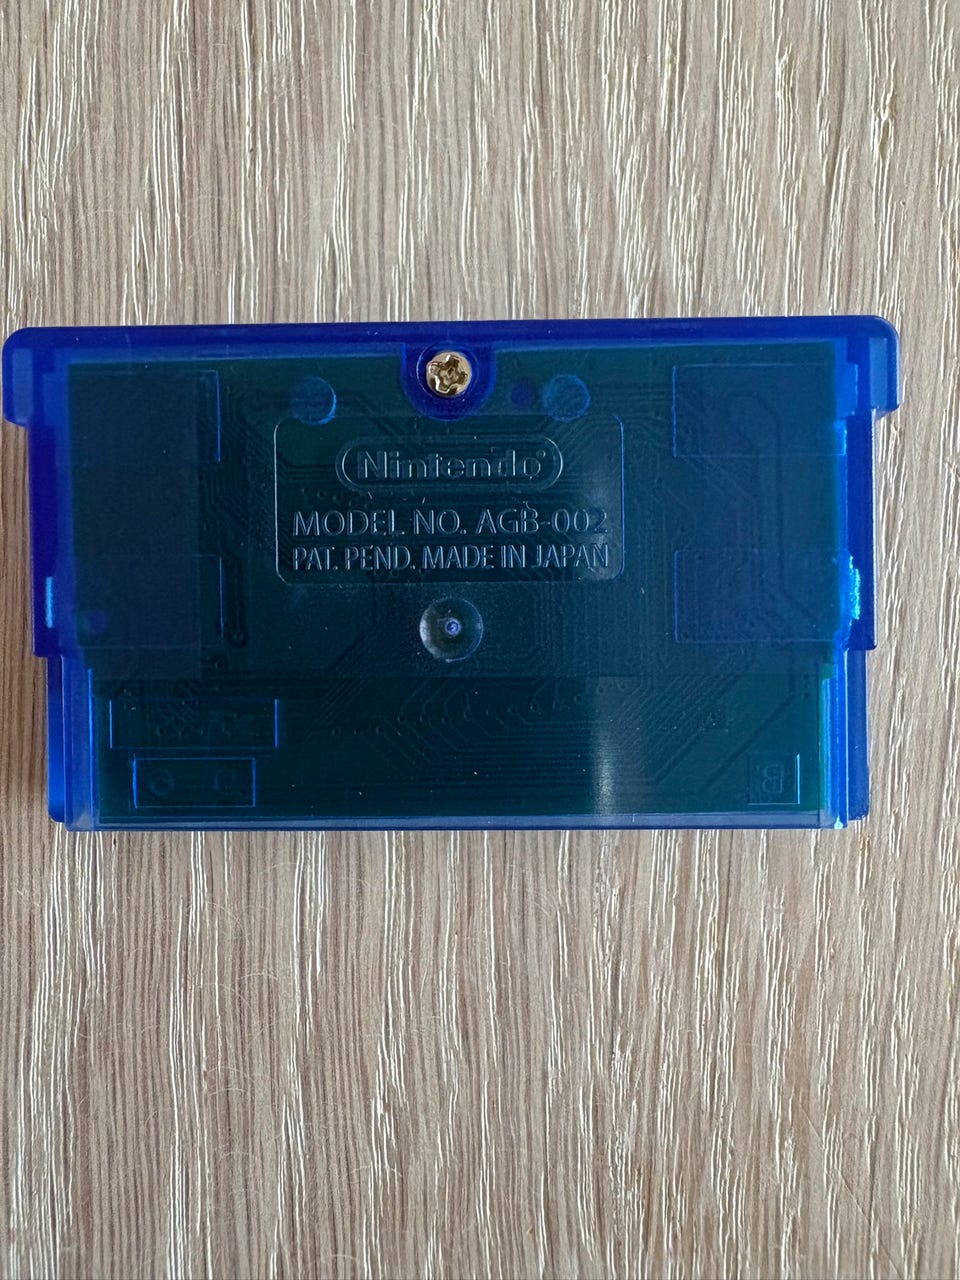 Nintendo
MODEL NO. AGB-002
PAT. PEND. MADE IN JAPAN